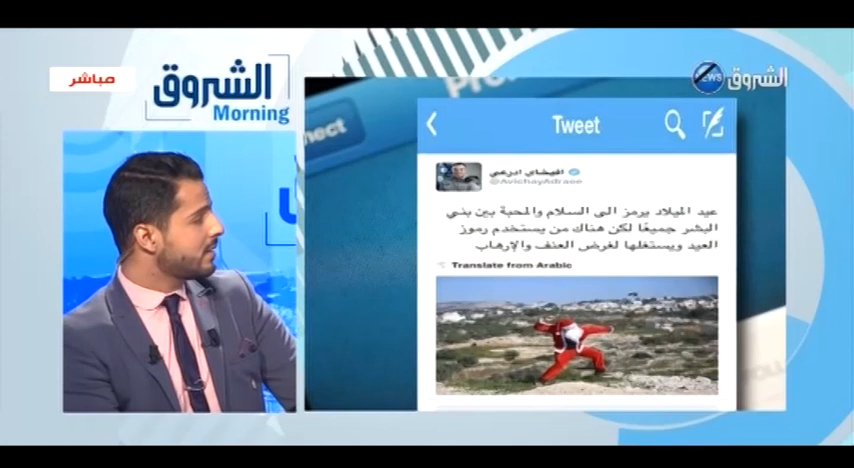 مباشر
الشروق
Morning
NEWS الشروق
nnect
Tweet
افيخاي ادرعي
@AvichayAdraee
عيد الميلاد يرمز الى السلام والمحبة بين بني
البشر جميعًا لكن هناك من يستخدم رموز
العيد ويستغلها لغرض العنف والإرهاب
Translate from Arabic